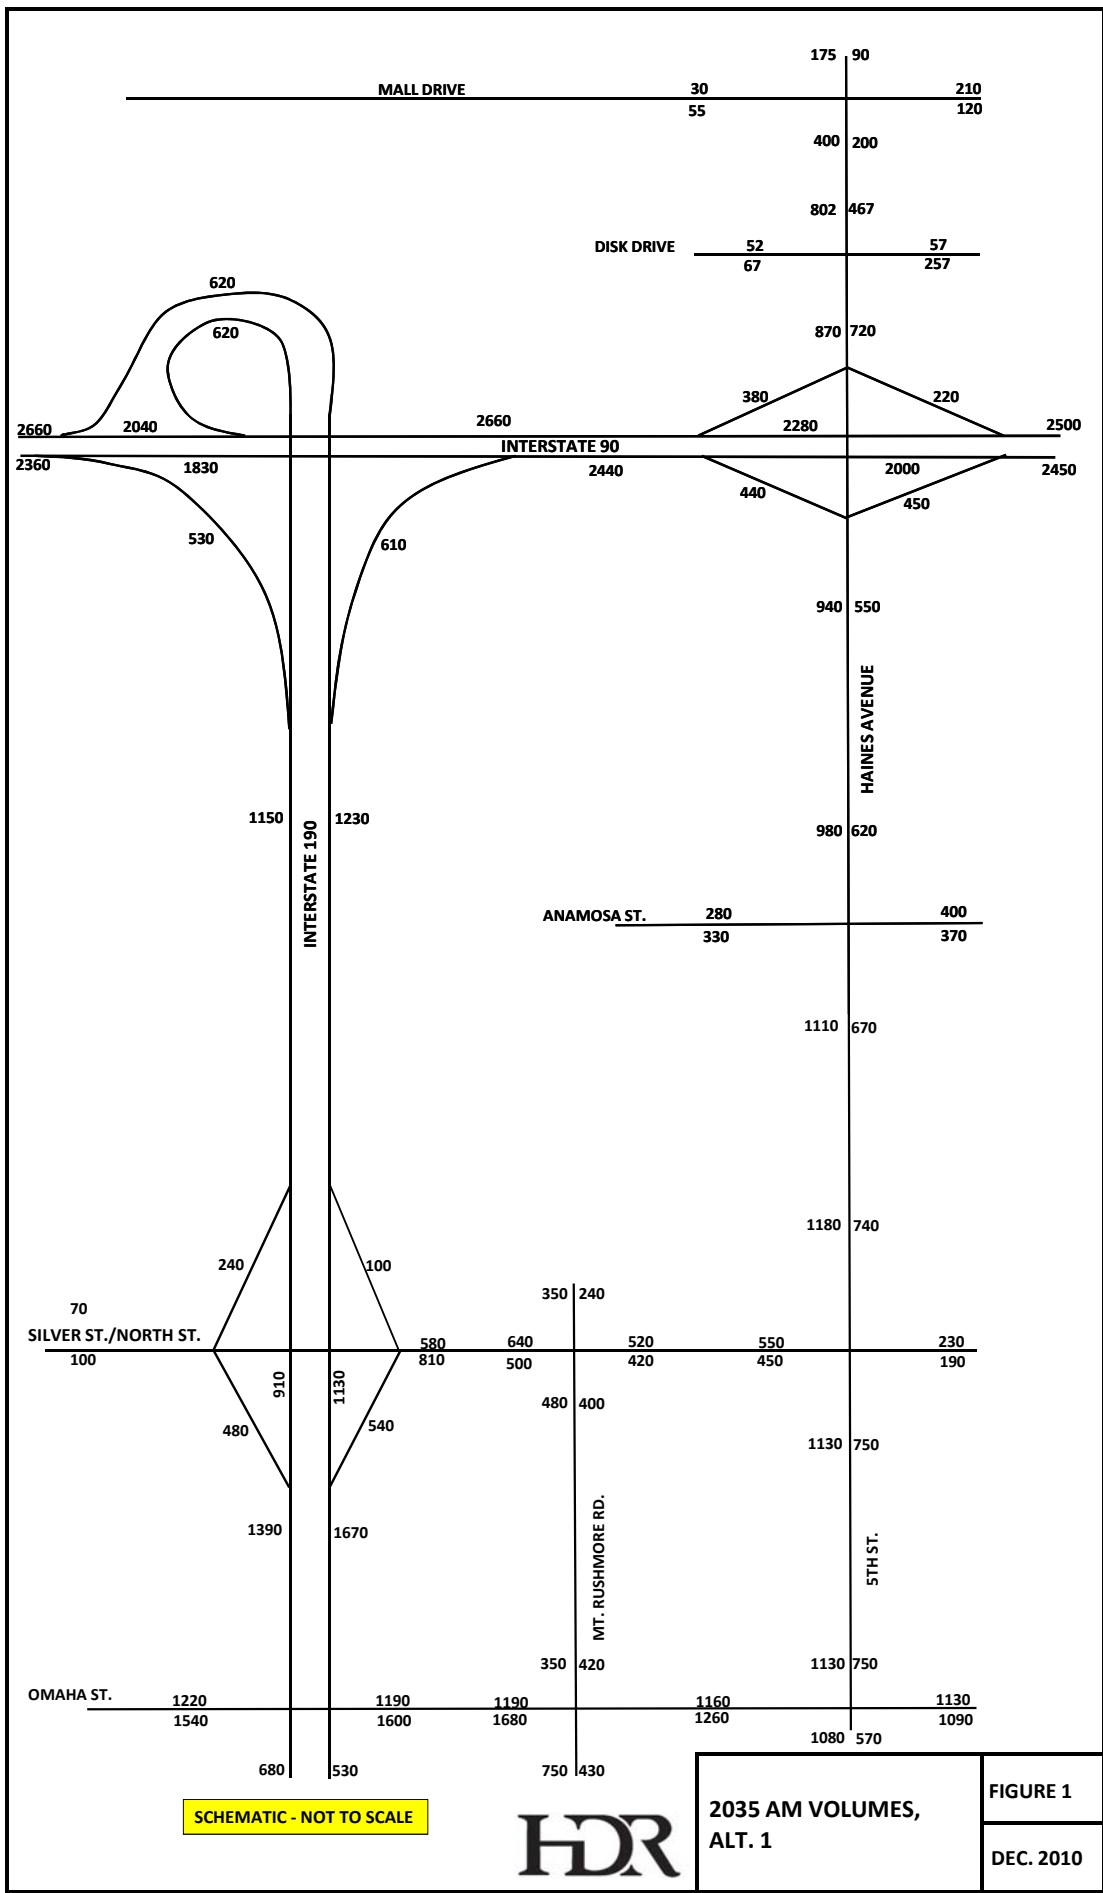 175 90
MALL DRIVE 30 210
55 120
400 200
802 467
DISK DRIVE 52 57
67 257
620
620
870 720
380 220
2660 2040 2660 2280 2500
INTERSTATE 90
2360 1830 2440 2000 2450
440 450
530 610
940 550
HAINES AVENUE
1150 1230
INTERSTATE 190
980 620
ANAMOSA ST. 280 400
330 370
1110 670
1180 740
240 100
350 240
70
SILVER ST./NORTH ST. 580 640 520 550 230
100 810 500 420 450 190
910 1130
480 400
480 540
1130 750
1390 1670
MT. RUSHMORE RD.
5TH ST.
350 420
1130 750
OMAHA ST. 1220 1190 1190 1160 1130
1540 1600 1680 1260 1090
1080 570
680 530
750 430
SCHEMATIC - NOT TO SCALE
HDR
2035 AM VOLUMES,
ALT. 1
FIGURE 1
DEC. 2010